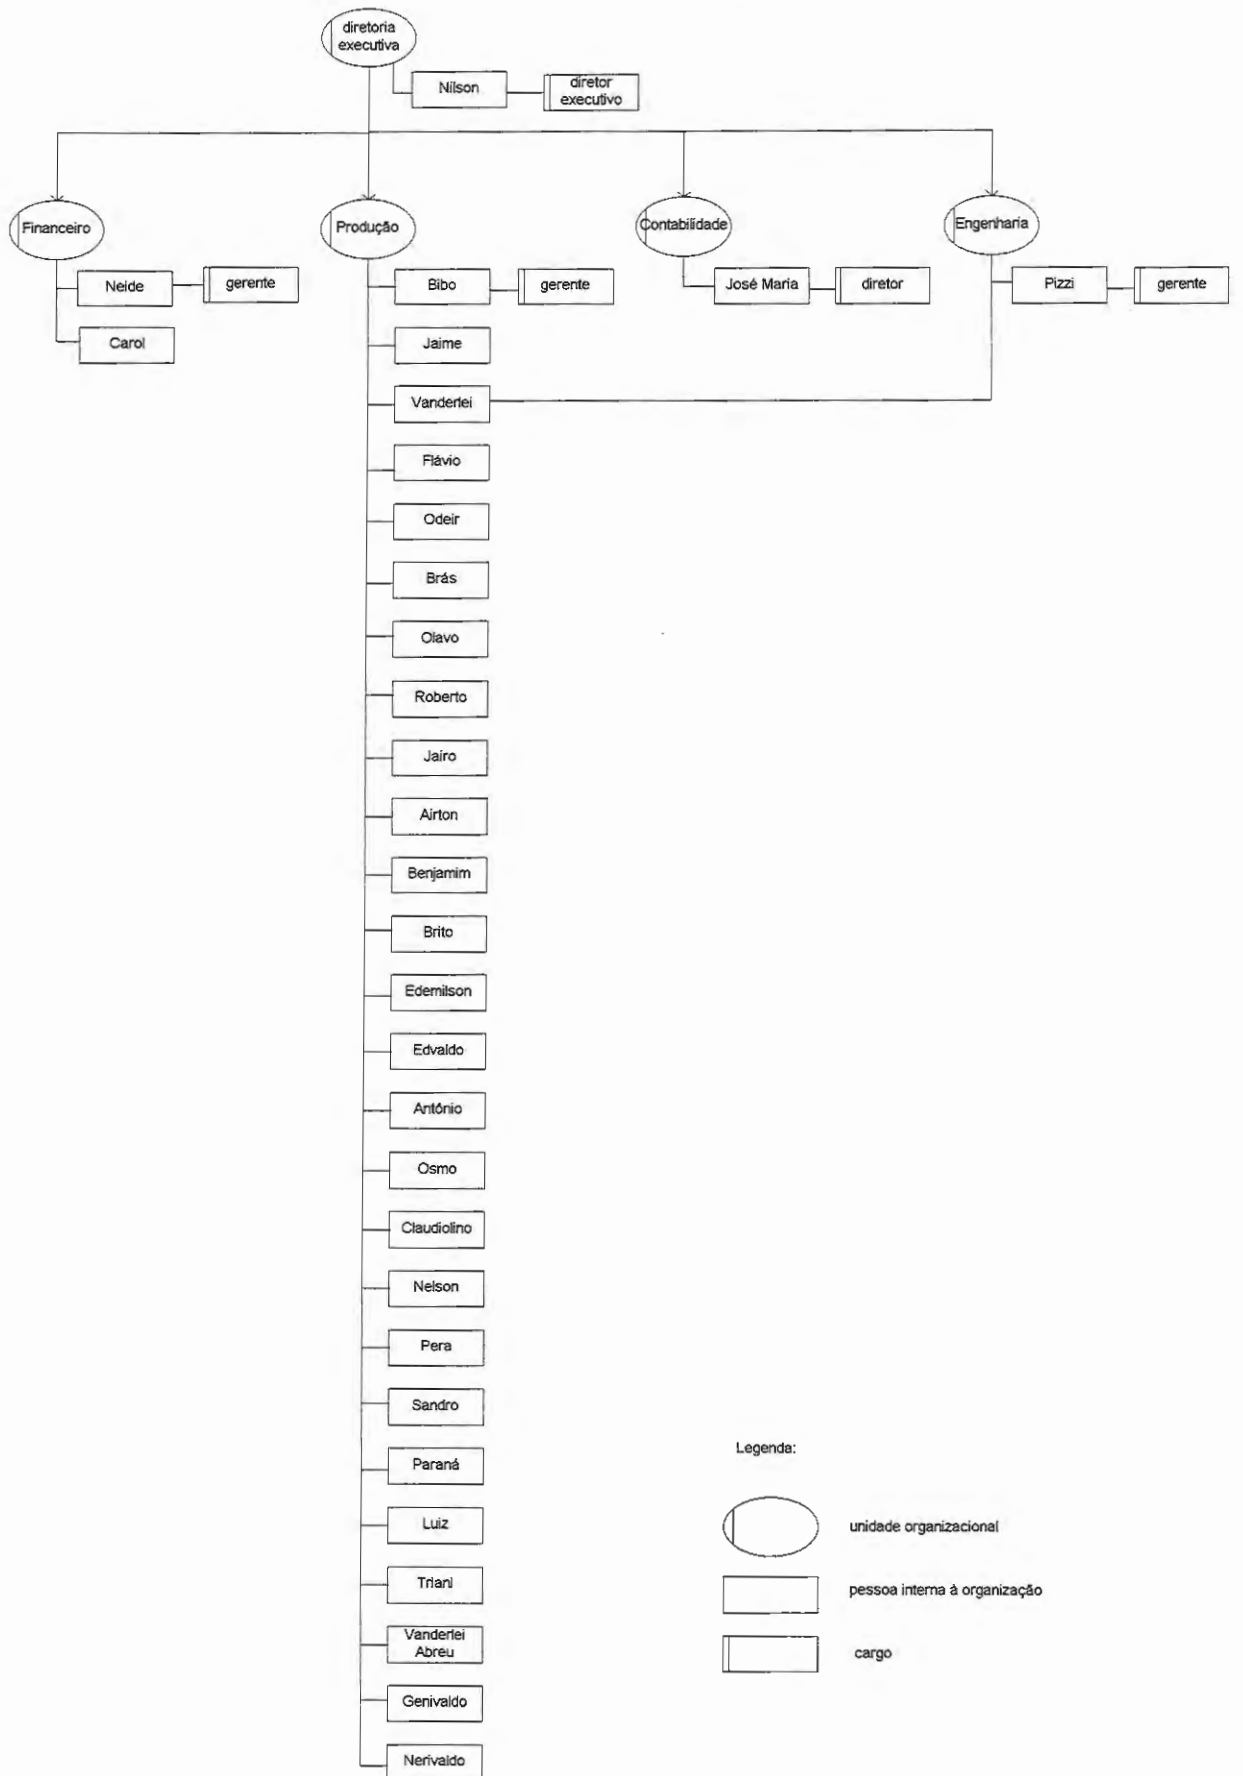 diretoria
executiva
Nilson
diretor
executivo
Financeiro
Produção
Contabilidade
Engenharia
Neide
gerente
Bibo
gerente
José Maria
diretor
Pizzi
gerente
Carol
Jaime
Vanderlei
Flávio
Odeir
Brás
Olavo
Roberto
Jairo
Airton
Benjamim
Brito
Edemilson
Edvaldo
Antônio
Osmo
Claudiolino
Nelson
Pera
Sandro
Paraná
Luiz
Triani
Vanderlei
Abreu
Genivaldo
Nerivaldo
Legenda:
unidade organizacional
pessoa interna à organização
cargo